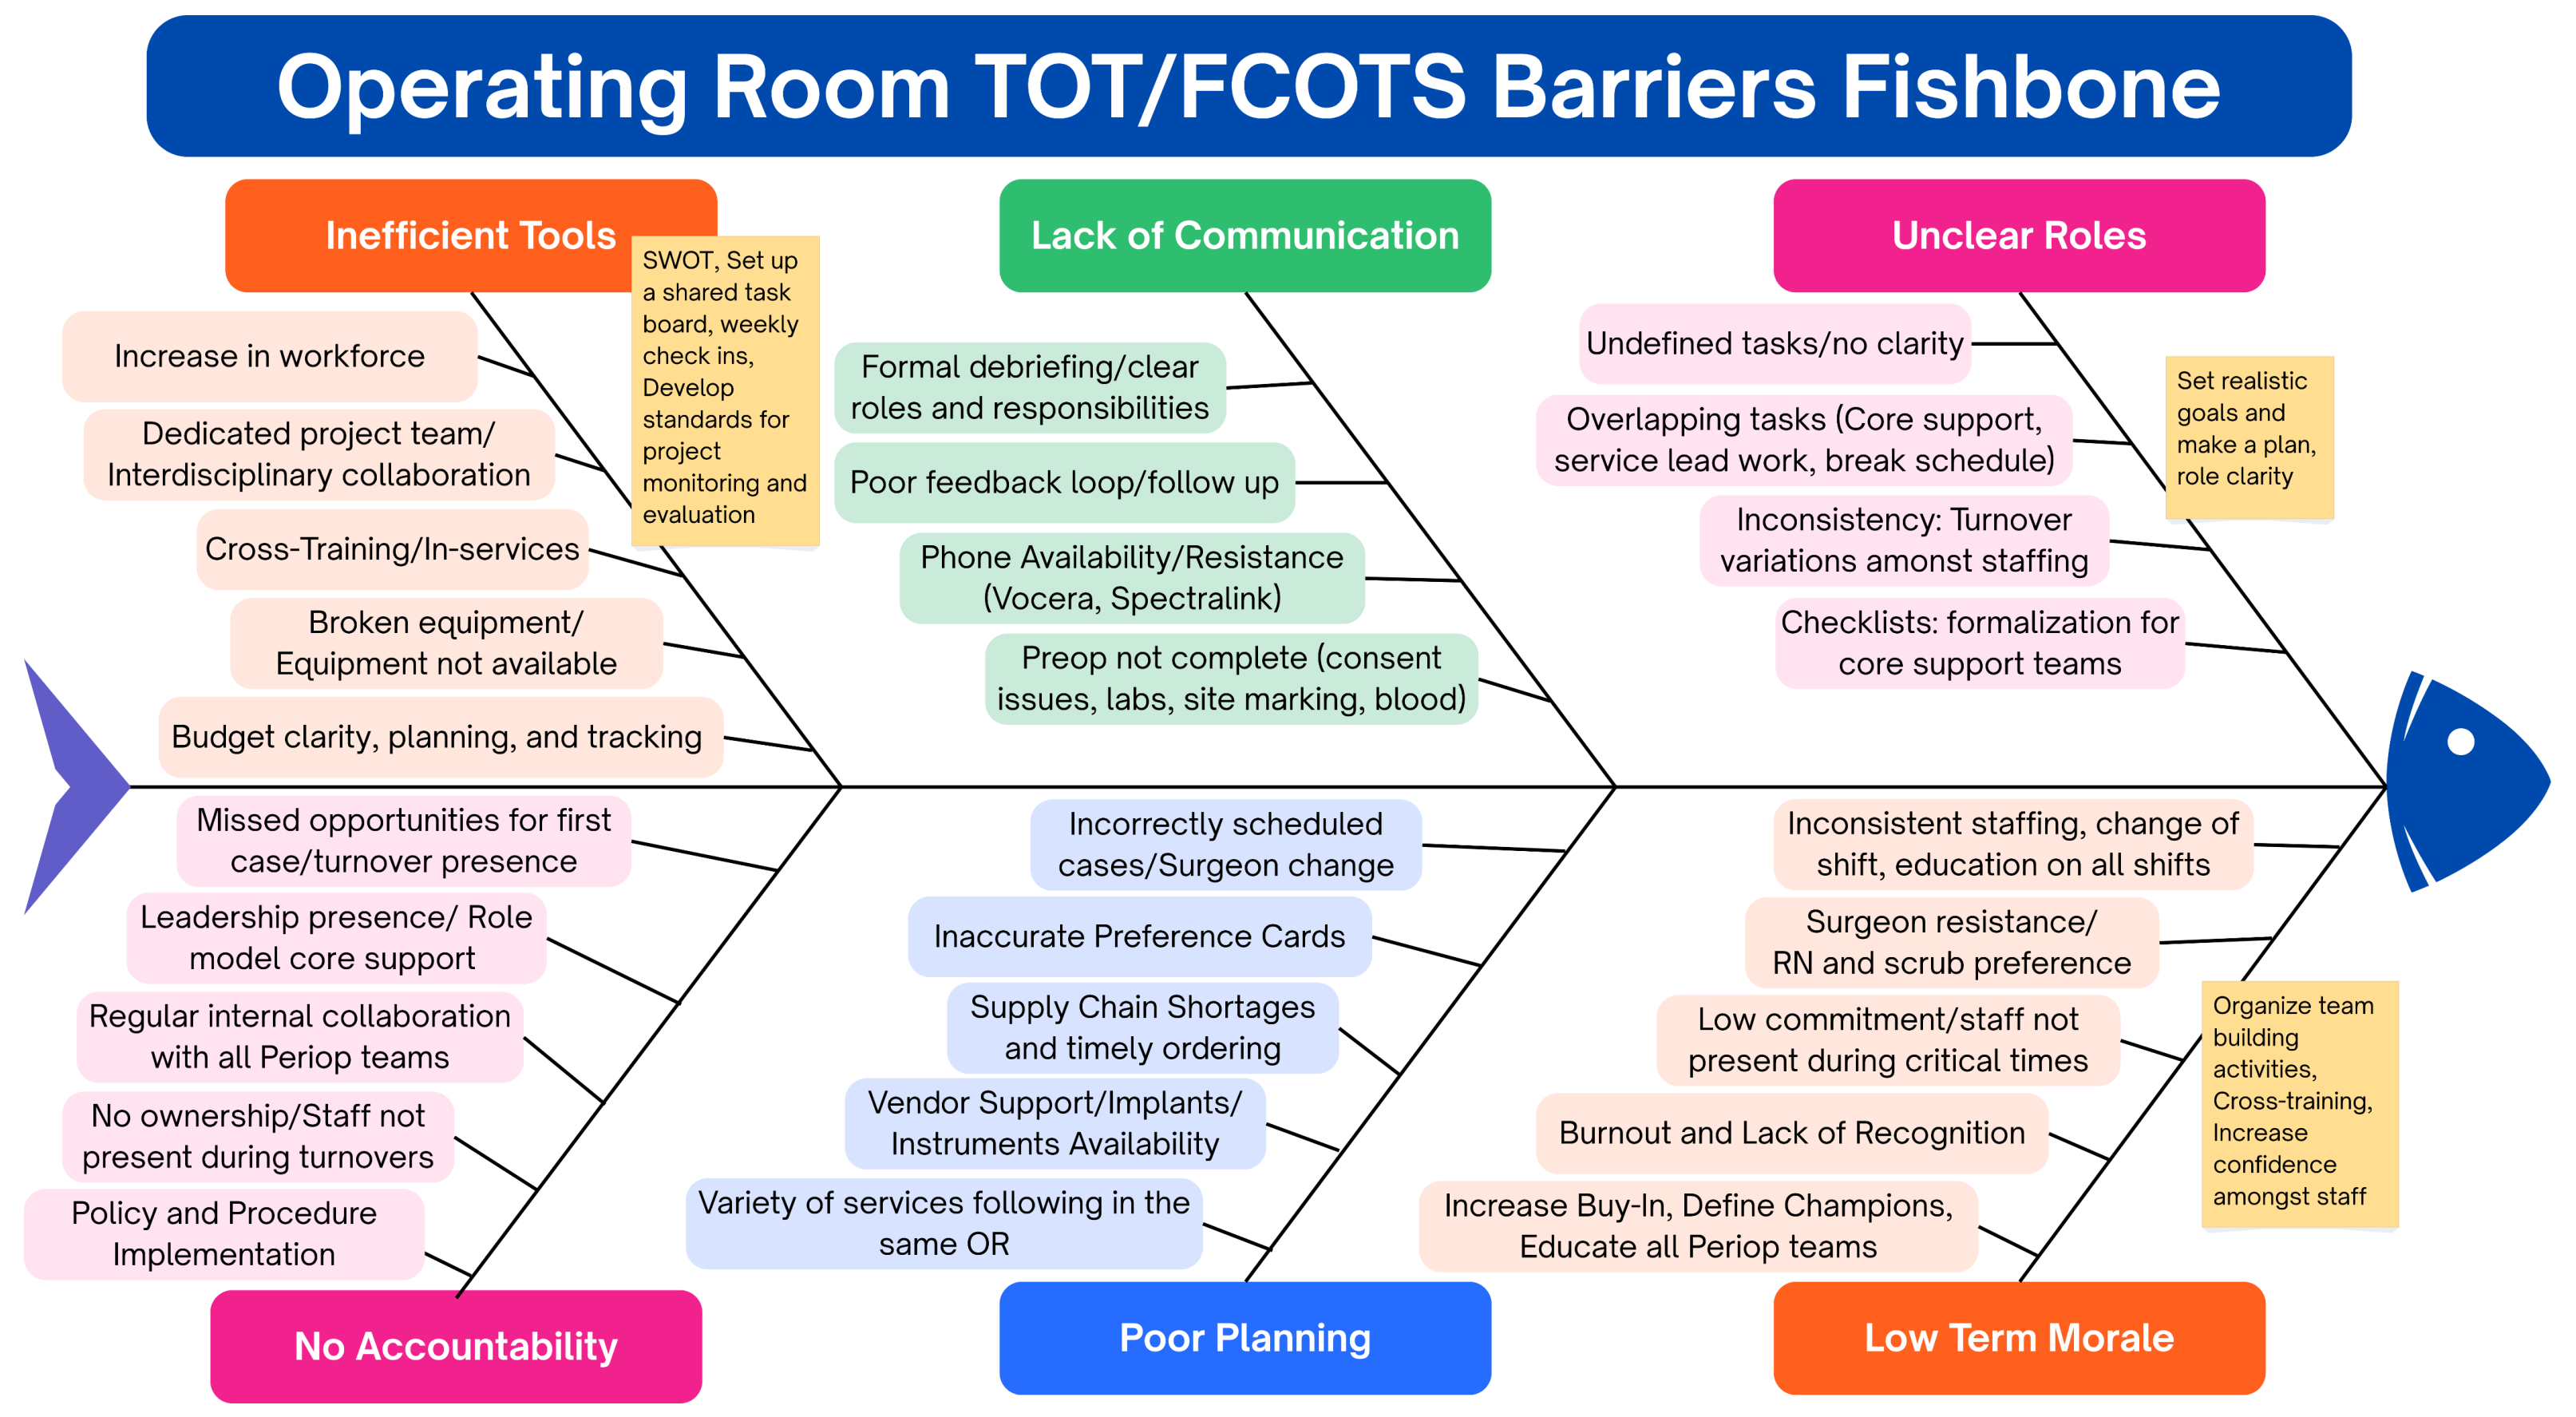 Operating Room TOT/FCOTS Barriers Fishbone
Inefficient Tools
SWOT, Set up
a shared task
board, weekly
check ins,
Develop
standards for
project
monitoring and
evaluation
Increase in workforce
Dedicated project team/
Interdisciplinary collaboration
Cross-Training/In-services
Broken equipment/
Equipment not available
Budget clarity, planning, and tracking
Lack of Communication
Formal debriefing/clear
roles and responsibilities
Poor feedback loop/follow up
Phone Availability/Resistance
(Vocera, Spectralink)
Preop not complete (consent
issues, labs, site marking, blood)
Unclear Roles
Undefined tasks/no clarity
Overlapping tasks (Core support,
service lead work, break schedule)
Inconsistency: Turnover
variations amonst staffing
Checklists: formalization for
core support teams
Set realistic
goals and
make a plan,
role clarity
Missed opportunities for first
case/turnover presence
Leadership presence/ Role
model core support
Regular internal collaboration
with all Periop teams
No ownership/Staff not
present during turnovers
Policy and Procedure
Implementation
No Accountability
Incorrectly scheduled
cases/Surgeon change
Inaccurate Preference Cards
Supply Chain Shortages
and timely ordering
Vendor Support/Implants/
Instruments Availability
Variety of services following in the
same OR
Poor Planning
Inconsistent staffing, change of
shift, education on all shifts
Surgeon resistance/
RN and scrub preference
Low commitment/staff not
present during critical times
Burnout and Lack of Recognition
Increase Buy-In, Define Champions,
Educate all Periop teams
Organize team
building
activities,
Cross-training,
Increase
confidence
amongst staff
Low Term Morale